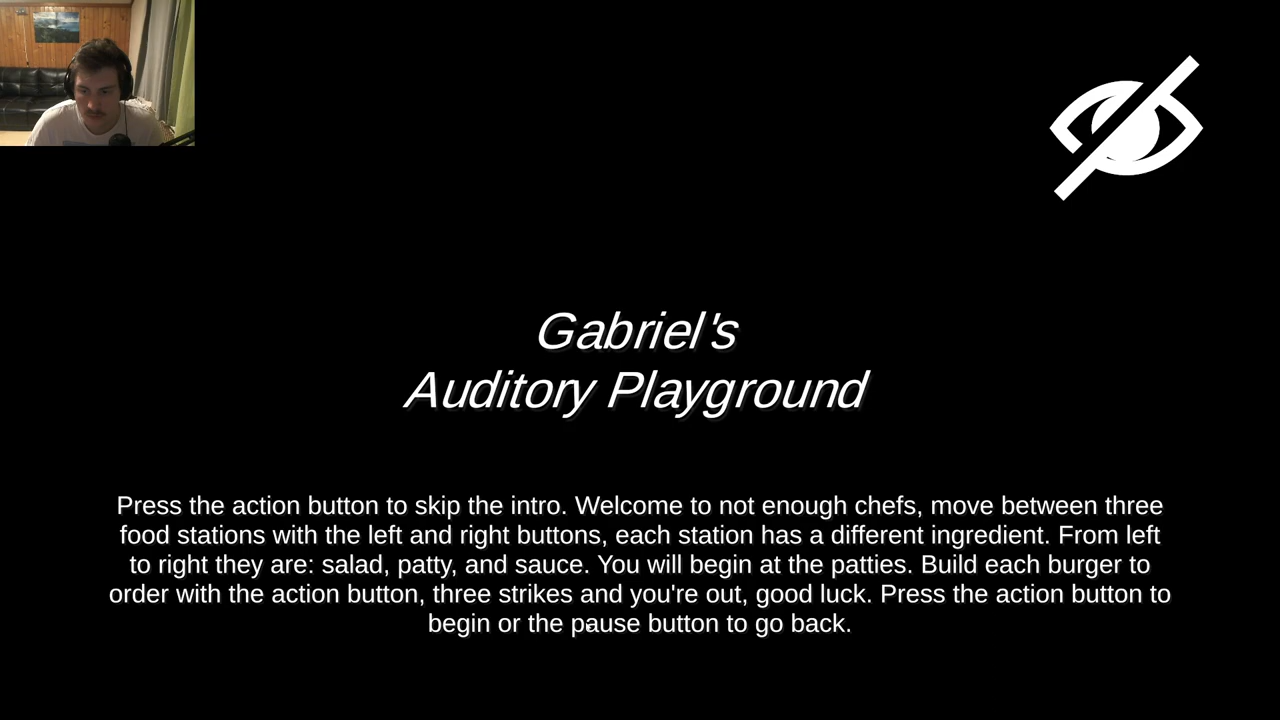 Gabriel's
Auditory Playground
Press the action button to skip the intro. Welcome to not enough chefs, move between three
food stations with the left and right buttons, each station has a different ingredient. From left
to right they are: salad, patty, and sauce. You will begin at the patties. Build each burger to
order with the action button, three strikes and you're out, good luck. Press the action button to
begin or the pause button to go back.